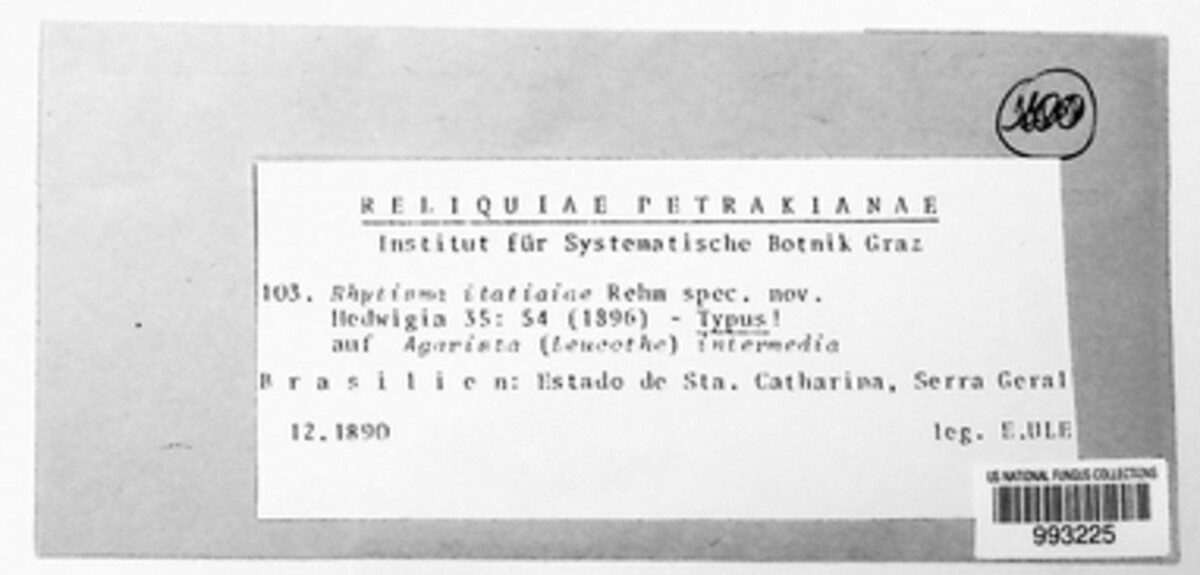 RELIQUIAE PETRAKIANAE
Institut für Systematische Botnik Graz
103. Rhytisma itatiaiae Rehm spec. nov.
Hedwigia 35: 54 (1896) - Typus!
auf Agarista (Leucothe) intermedia
Brasilien: Estado de Sta. Catharina, Serra Geral
12.1890 leg. E.ULE
US NATIONAL FUNGUS COLLECTIONS
993225